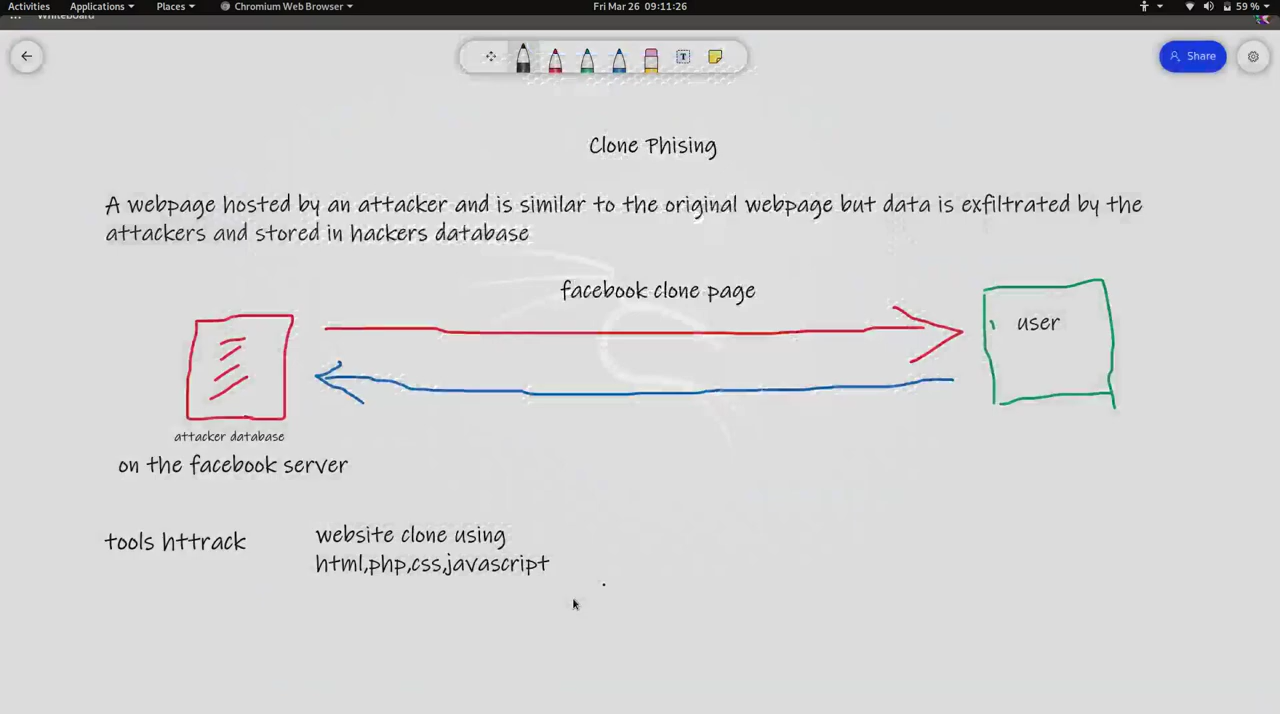 Activities Applications Places Chromium Web Browser Fri Mar 26 09:11:26 59 %
Whiteboard
T Share
Clone Phising
A webpage hosted by an attacker and is similar to the original webpage but data is exfiltrated by the
attackers and stored in hackers database
facebook clone page
user
attacker database
on the facebook server
tools httrack
website clone using
html,php,css,javascript